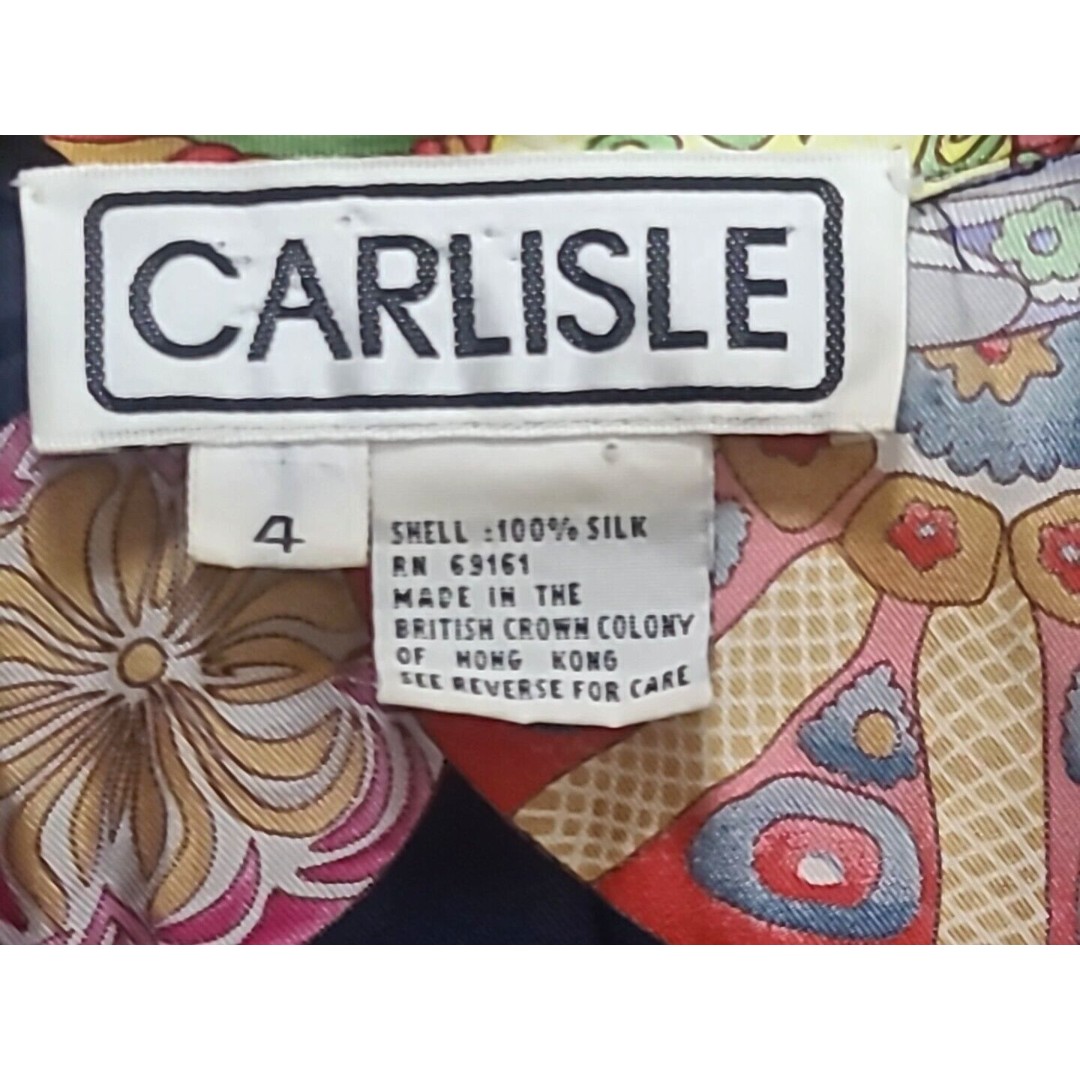 CARLISLE
4
SHELL :100% SILK
RN 69161
MADE IN THE
BRITISH CROWN COLONY
OF HONG KONG
SEE REVERSE FOR CARE